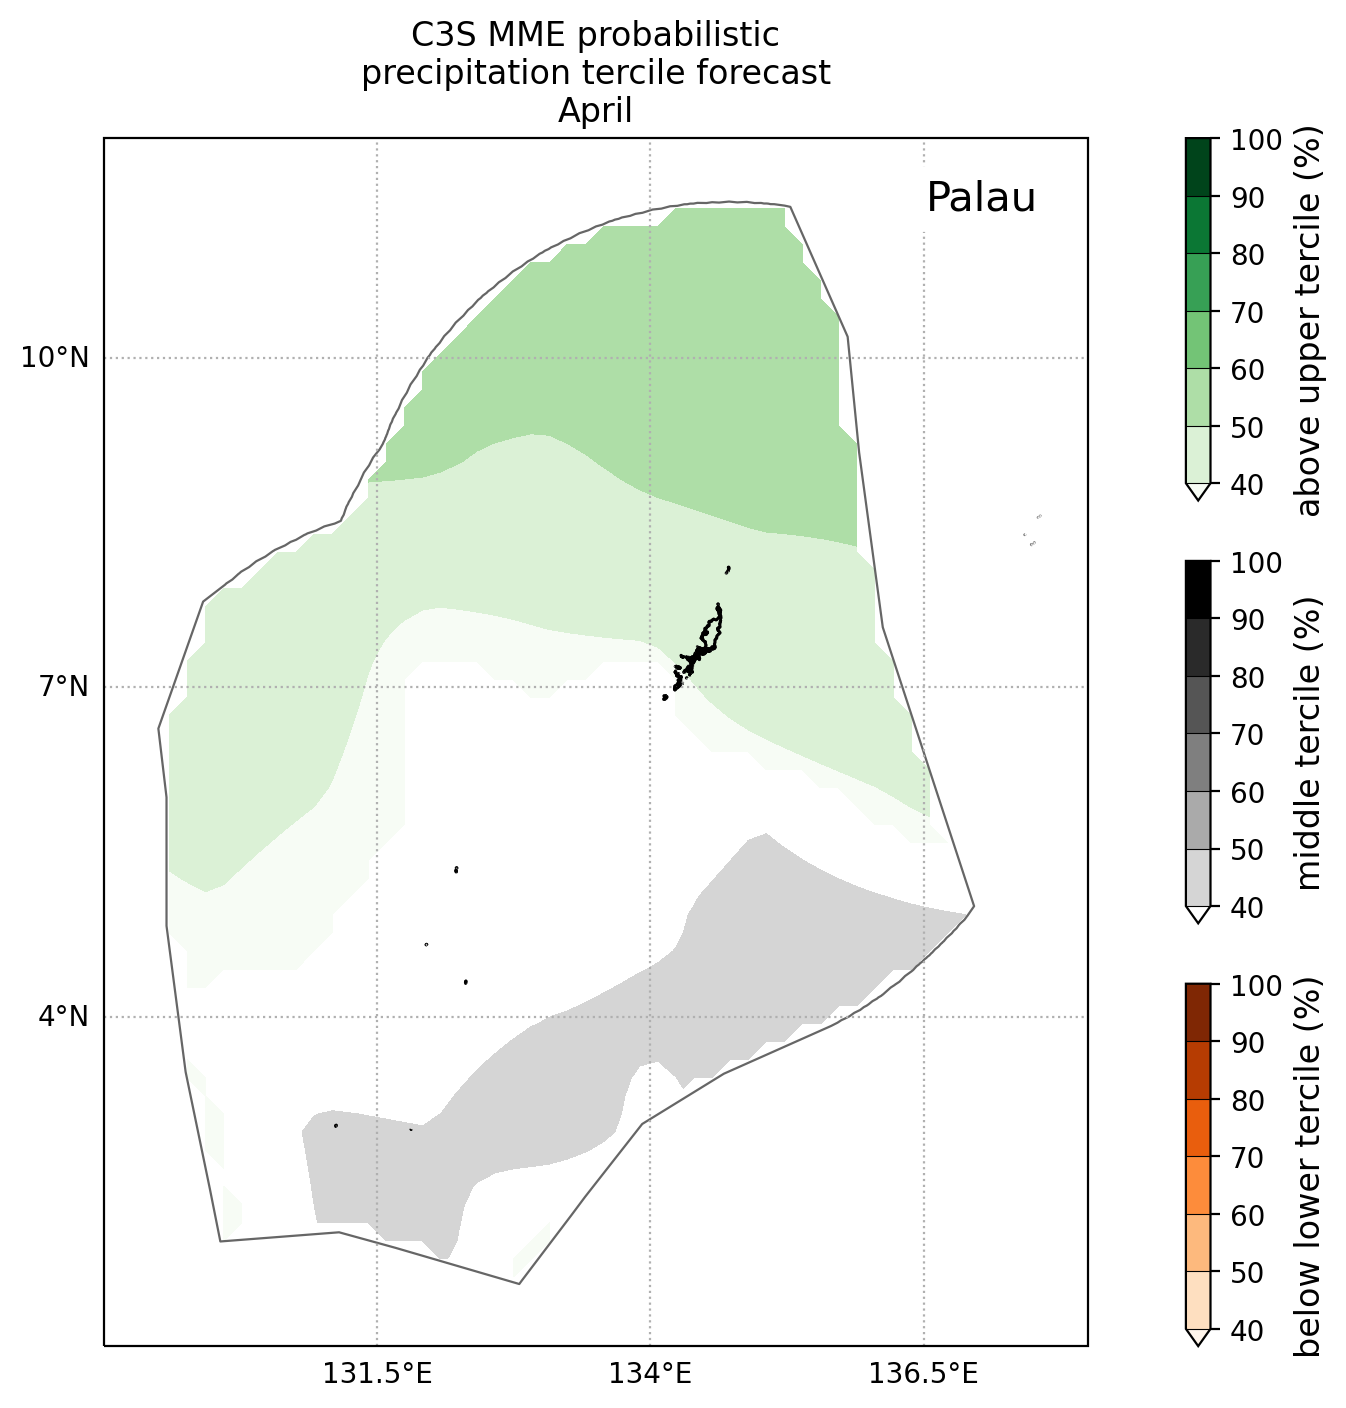 C3S MME probabilistic
precipitation tercile forecast
April
Palau
10°N
7°N
4°N
131.5°E
134°E
136.5°E
100
90
80
70
60
50
40
above upper tercile (%)
100
90
80
70
60
50
40
middle tercile (%)
100
90
80
70
60
50
40
below lower tercile (%)